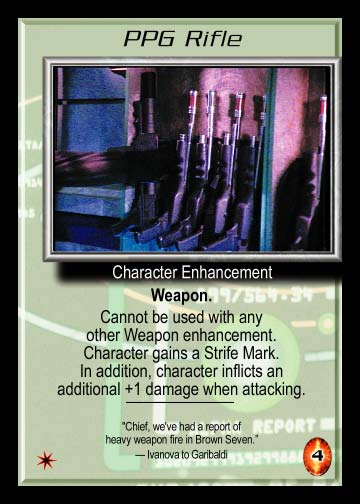 PPG Rifle
Character Enhancement
Weapon.
Cannot be used with any
other Weapon enhancement.
Character gains a Strife Mark.
In addition, character inflicts an
additional +1 damage when attacking.
"Chief, we've had a report of
heavy weapon fire in Brown Seven."
— Ivanova to Garibaldi
REPORT
4